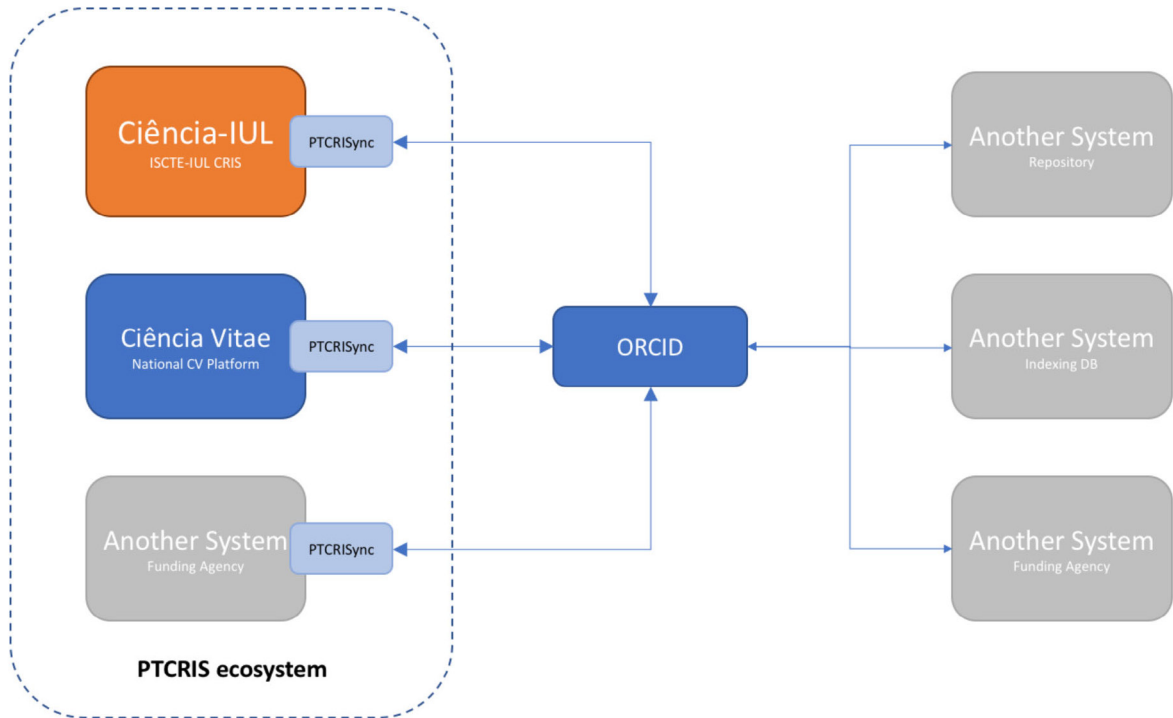 Ciência-IUL
ISCTE-IUL CRIS
PTCRISync
Ciência Vitae
National CV Platform
PTCRISync
Another System
Funding Agency
PTCRISync
PTCRIS ecosystem
ORCID
Another System
Repository
Another System
Indexing DB
Another System
Funding Agency